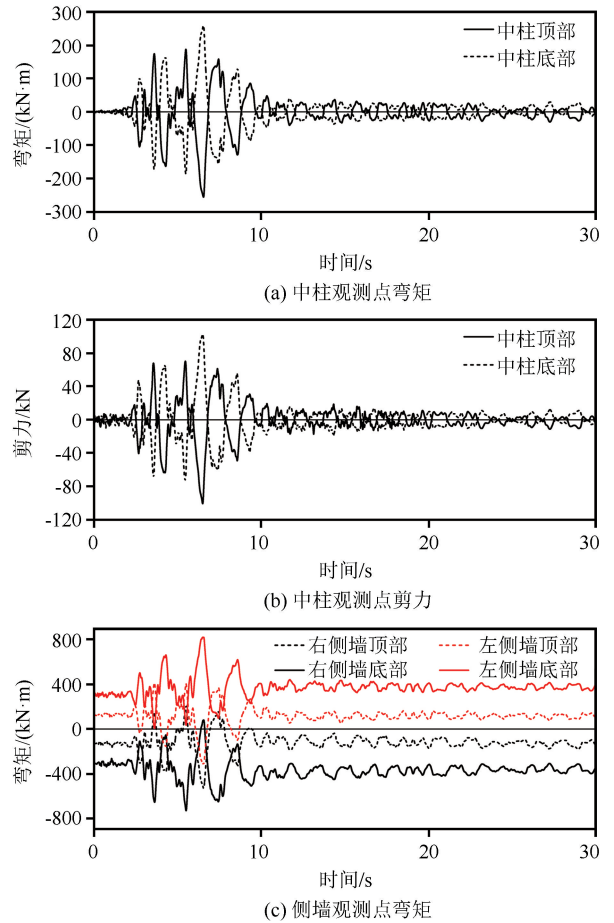 300
200
100
0
-100
-200
-300
弯矩/(kN·m)
中柱顶部
中柱底部
0
10
20
30
时间/s
(a) 中柱观测点弯矩
120
80
40
0
-40
-80
-120
剪力/kN
中柱顶部
中柱底部
0
10
20
30
时间/s
(b) 中柱观测点剪力
800
400
0
-400
-800
弯矩/(kN·m)
右侧墙顶部 左侧墙顶部
右侧墙底部 左侧墙底部
0
10
20
30
时间/s
(c) 侧墙观测点弯矩